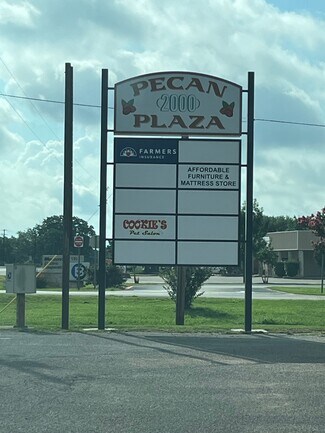 PECAN
2000
PLAZA
FARMERS
INSURANCE
AFFORDABLE
FURNITURE &
MATTRESS STORE
COOKIE'S
Pet Salon